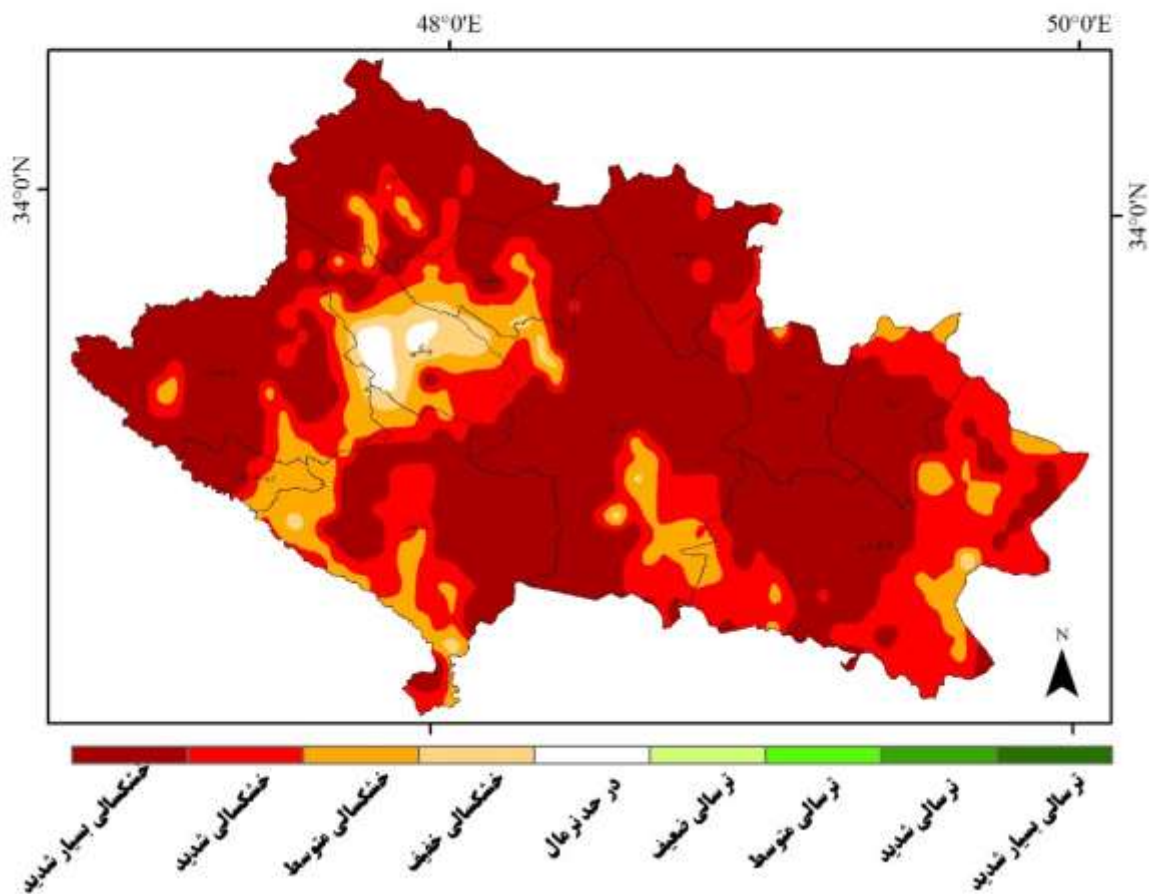 48°0'E
50°0'E
34°0'N
34°0'N
N
خشکسالی بسیار شدید
خشکسالی شدید
خشکسالی متوسط
خشکسالی خفیف
در حد نرمال
ترسالی ضعیف
ترسالی متوسط
ترسالی شدید
ترسالی بسیار شدید